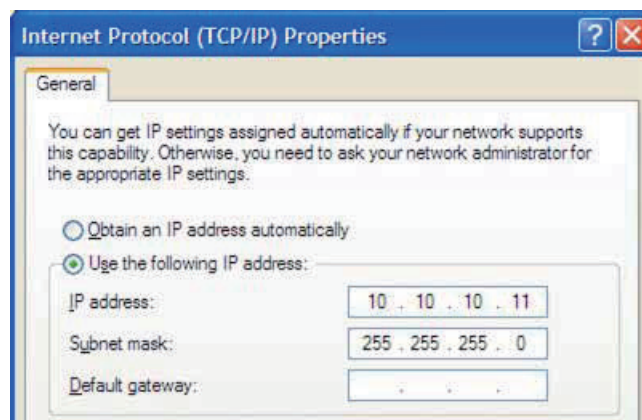 Internet Protocol (TCP/IP) Properties
General
You can get IP settings assigned automatically if your network supports
this capability. Otherwise, you need to ask your network administrator for
the appropriate IP settings.
Obtain an IP address automatically
Use the following IP address:
IP address: 10 . 10 . 10 . 11
Subnet mask: 255 . 255 . 255 . 0
Default gateway: . . .